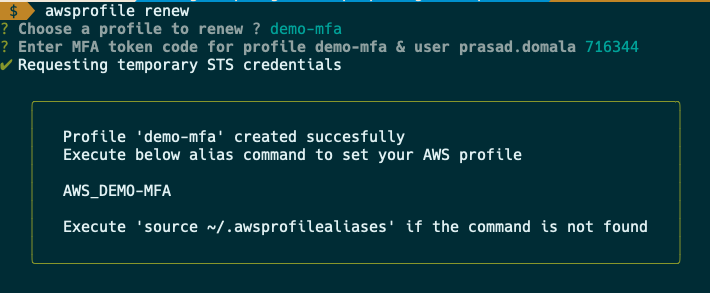 $ awsprofile renew
? Choose a profile to renew ? demo-mfa
? Enter MFA token code for profile demo-mfa & user prasad.domala 716344
✔ Requesting temporary STS credentials
Profile 'demo-mfa' created succesfully
Execute below alias command to set your AWS profile
AWS_DEMO-MFA
Execute 'source ~/.awsprofilealiases' if the command is not found